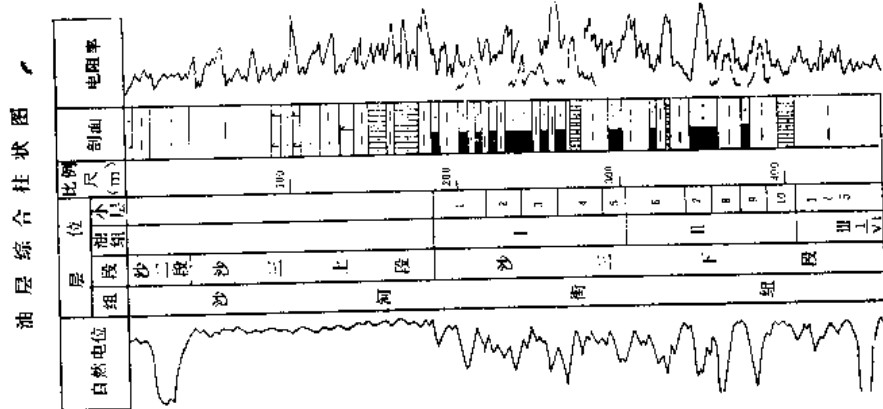 油层综合柱状图
电阻率
剖面
比例尺(m)
层位
小层
油组
段
组
自然电位
100
200
300
400
1
2
3
4
5
6
7
8
9
10
I
II
III
沙二段
沙三上段
沙三下段
沙河街组